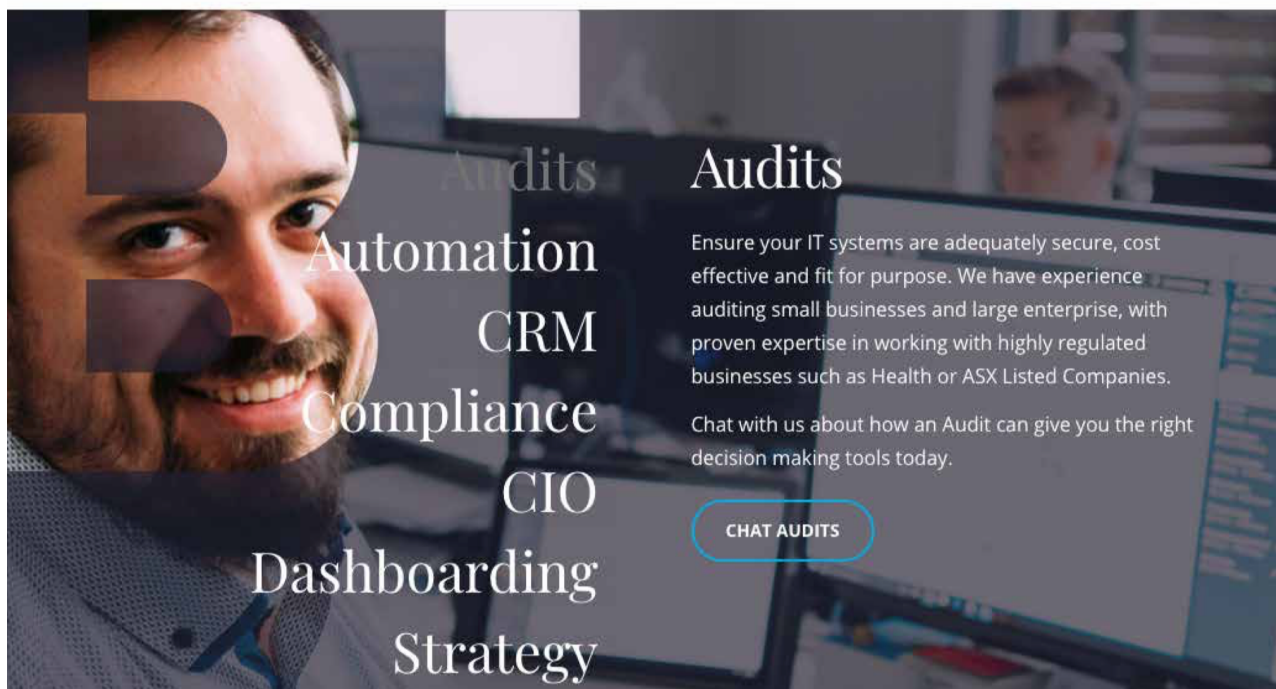 Audits
Automation
CRM
Compliance
CIO
Dashboarding
Strategy
Audits
Ensure your IT systems are adequately secure, cost
effective and fit for purpose. We have experience
auditing small businesses and large enterprise, with
proven expertise in working with highly regulated
businesses such as Health or ASX Listed Companies.
Chat with us about how an Audit can give you the right
decision making tools today.
CHAT AUDITS